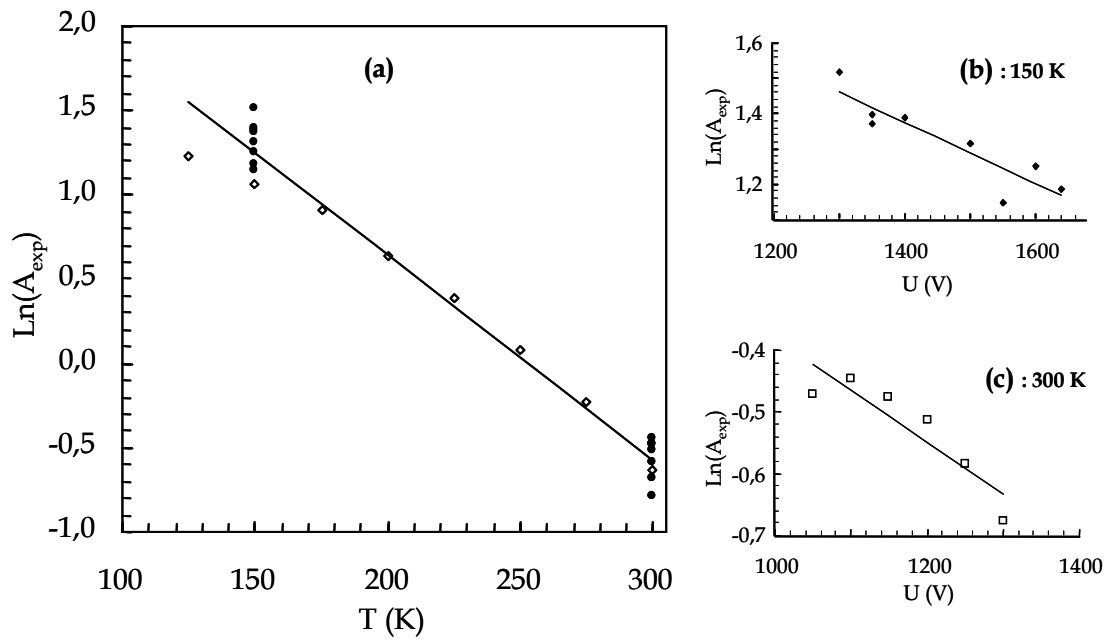 2,0
1,5
1,0
0,5
0,0
-0,5
-1,0
Ln(A_exp)
(a)
100 150 200 250 300
T (K)
1,6
1,4
1,2
Ln(A_exp)
(b) : 150 K
1200 1400 1600
U (V)
-0,4
-0,5
-0,6
-0,7
Ln(A_exp)
(c) : 300 K
1000 1200 1400
U (V)